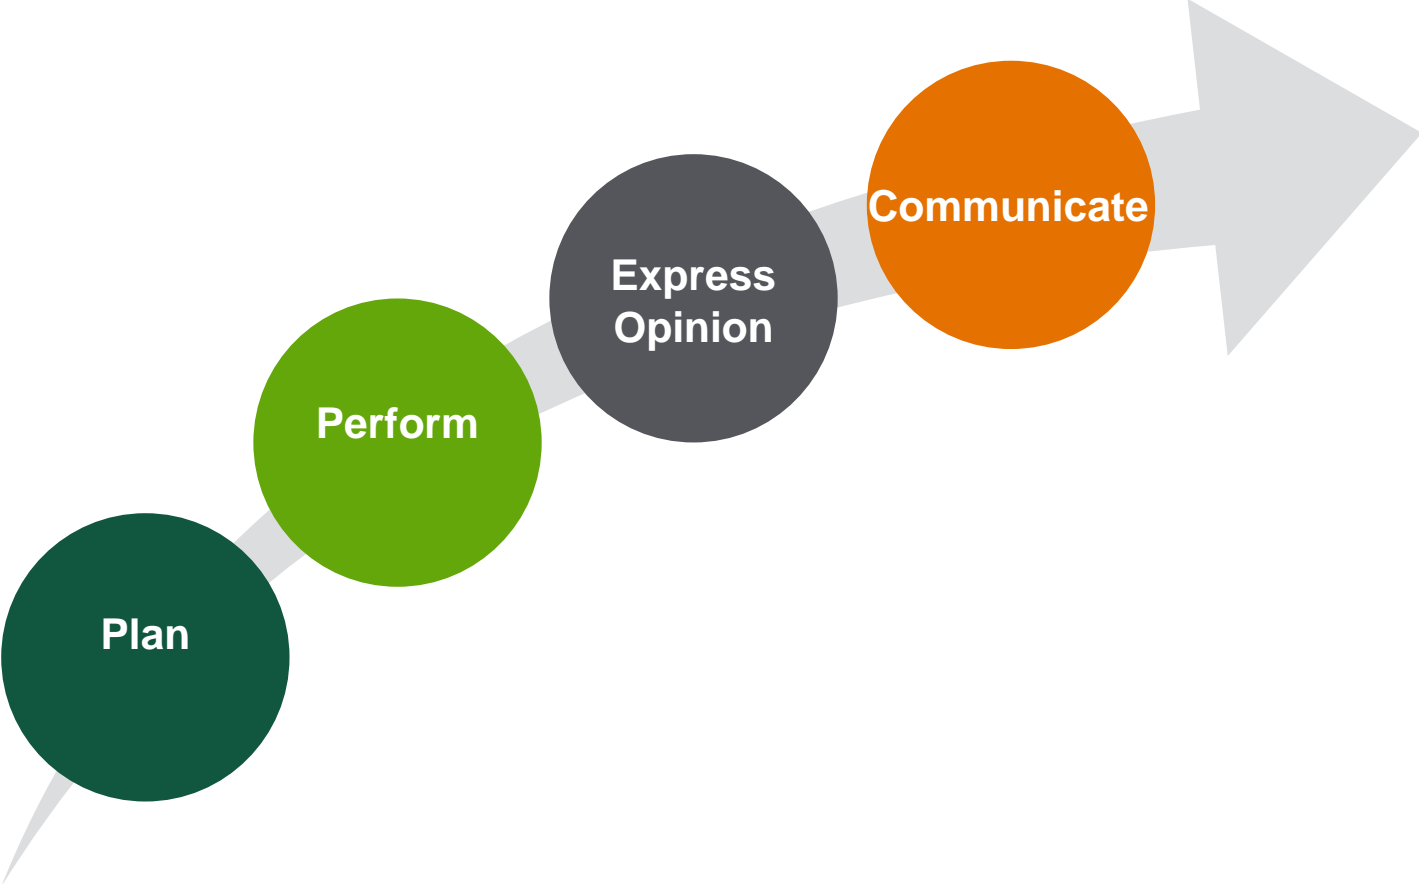 Plan
Perform
Express
Opinion
Communicate